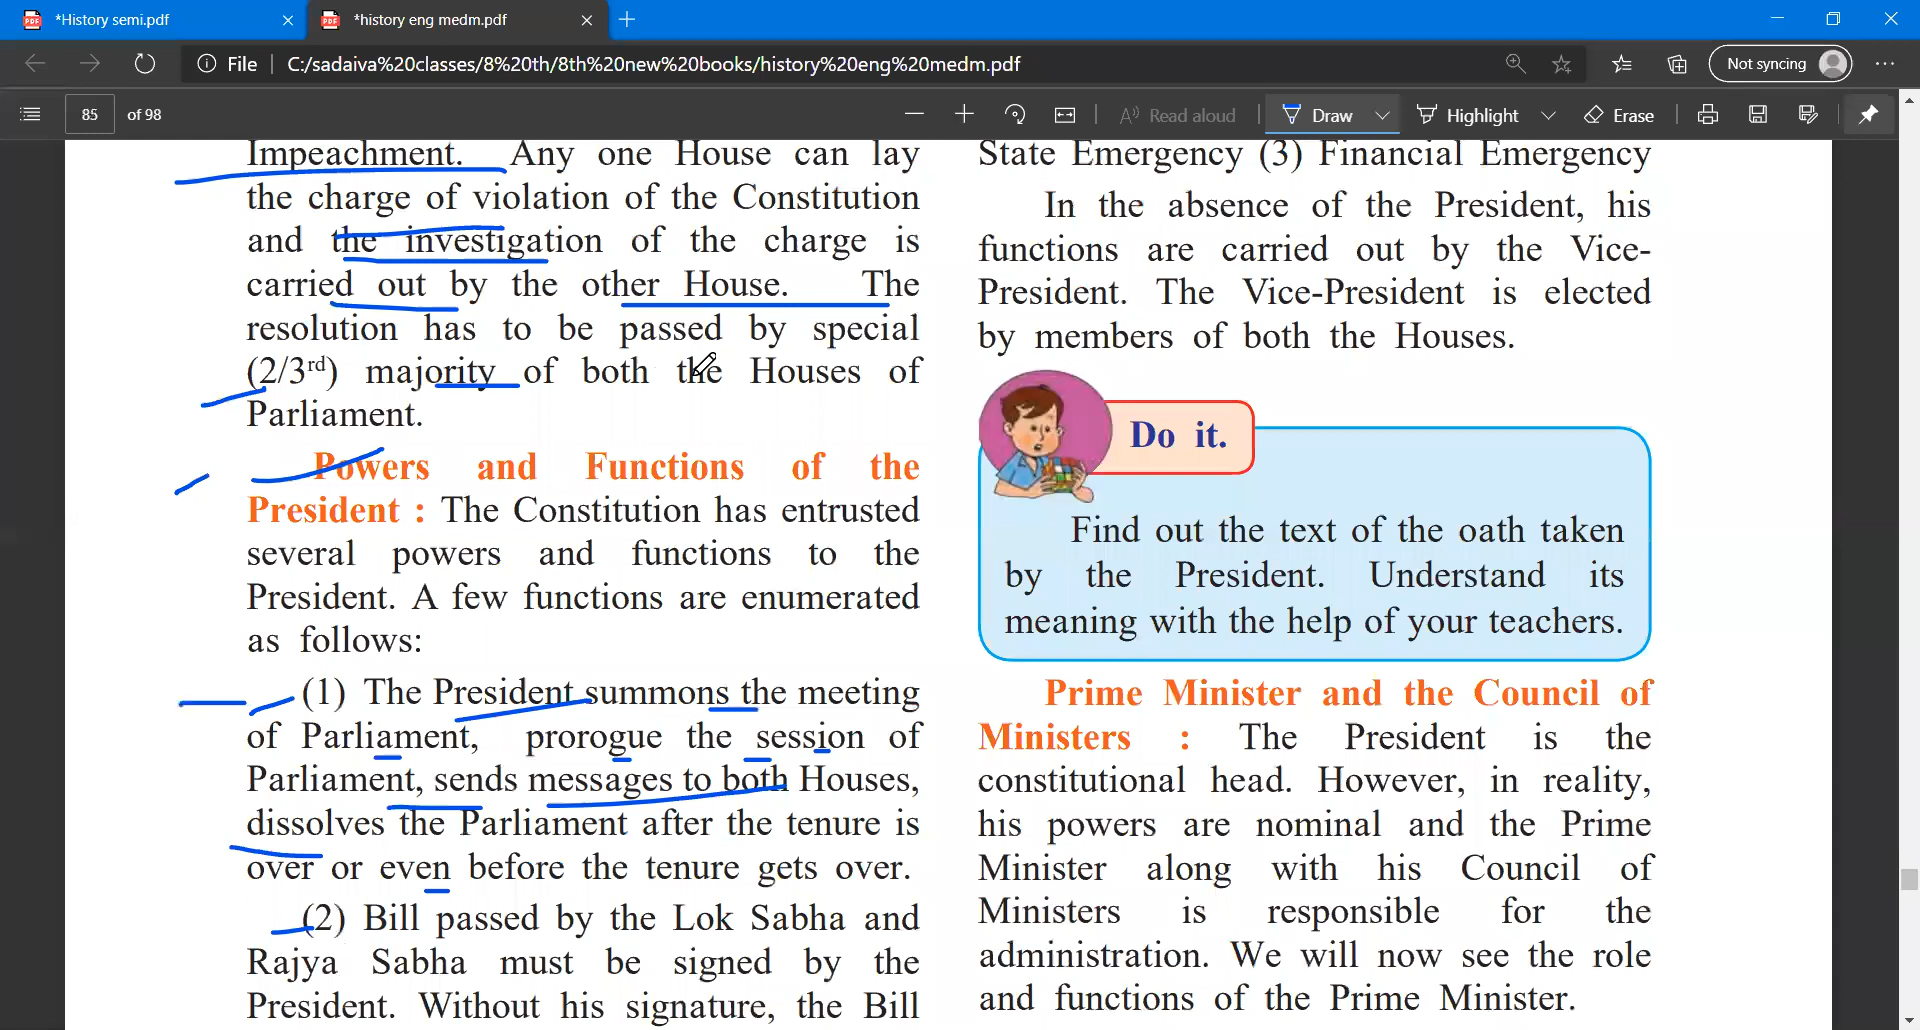 *History semi.pdf
*history eng medm.pdf
File
C:/sadaiva%20classes/8%20th/8th%20new%20books/history%20eng%20medm.pdf
Not syncing
85 of 98
Read aloud
Draw
Highlight
Erase
Impeachment. Any one House can lay
the charge of violation of the Constitution
and the investigation of the charge is
carried out by the other House. The
resolution has to be passed by special
(2/3rd) majority of both the Houses of
Parliament.
Powers and Functions of the
President : The Constitution has entrusted
several powers and functions to the
President. A few functions are enumerated
as follows:
(1) The President summons the meeting
of Parliament, prorogue the session of
Parliament, sends messages to both Houses,
dissolves the Parliament after the tenure is
over or even before the tenure gets over.
(2) Bill passed by the Lok Sabha and
Rajya Sabha must be signed by the
President. Without his signature, the Bill
State Emergency (3) Financial Emergency
In the absence of the President, his
functions are carried out by the Vice-
President. The Vice-President is elected
by members of both the Houses.
Do it.
Find out the text of the oath taken
by the President. Understand its
meaning with the help of your teachers.
Prime Minister and the Council of
Ministers : The President is the
constitutional head. However, in reality,
his powers are nominal and the Prime
Minister along with his Council of
Ministers is responsible for the
administration. We will now see the role
and functions of the Prime Minister.